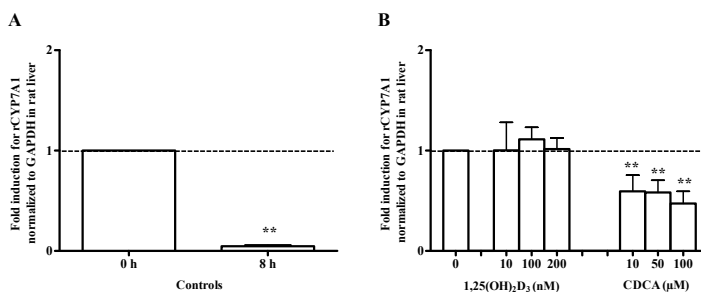 A
Fold induction for rCYP7A1
normalized to GAPDH in rat liver
2
1
0
**
0 h
8 h
Controls
B
Fold induction for rCYP7A1
normalized to GAPDH in rat liver
2
1
0
**
**
**
0
10
100
200
10
50
100
1,25(OH)₂D₃ (nM)
CDCA (µM)